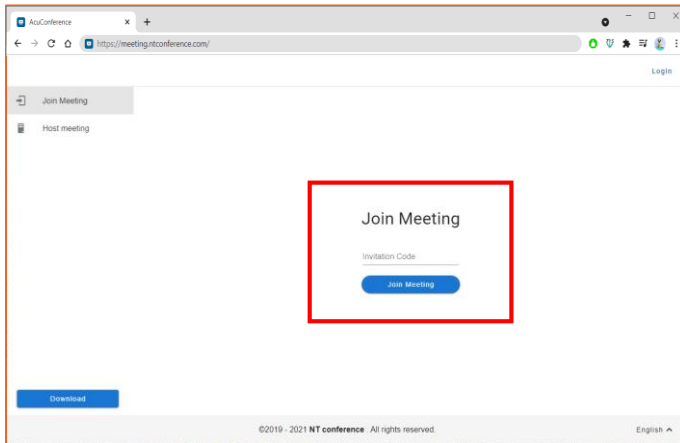 AcuConference
https://meeting.ntconference.com/
Login
Join Meeting
Host meeting
Join Meeting
Invitation Code
Join Meeting
Download
©2019 - 2021 NT conference . All rights reserved.
English